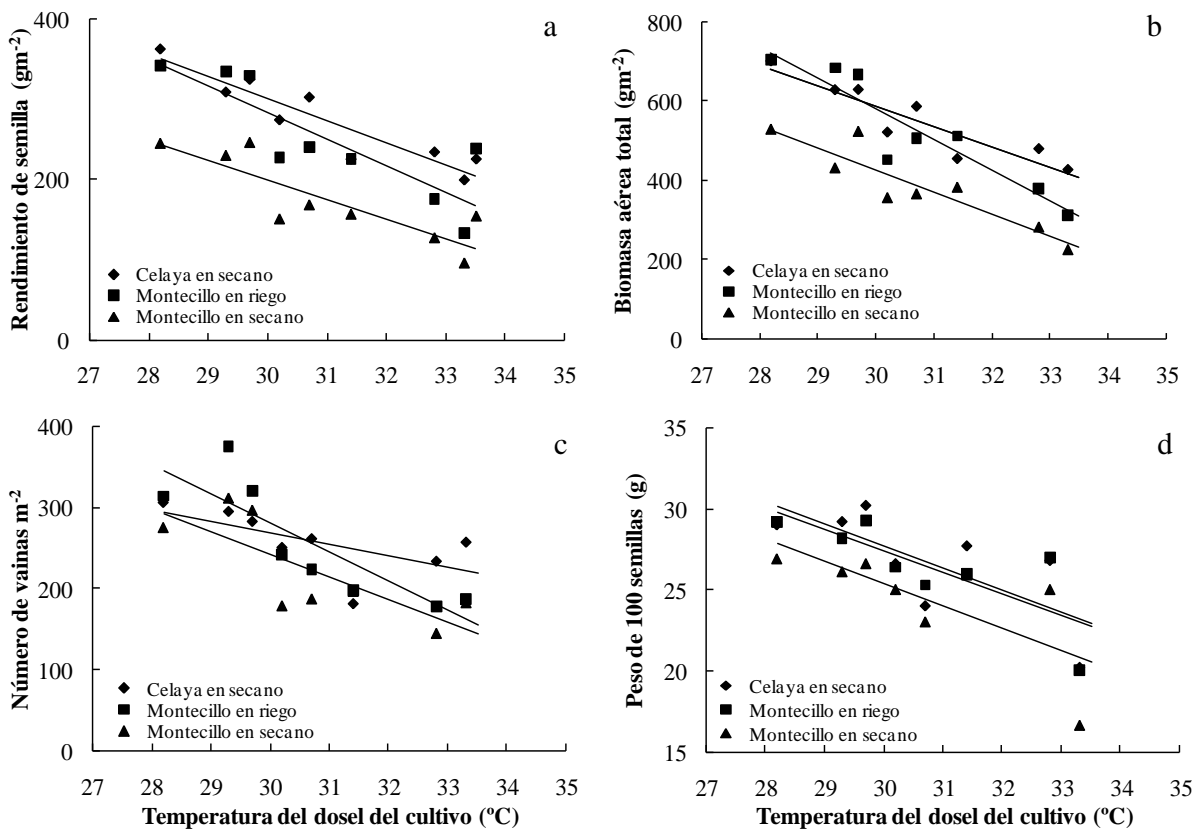 a
Rendimiento de semilla (gm-2)
400
200
0
Celaya en secano
Montecillo en riego
Montecillo en secano
27 28 29 30 31 32 33 34 35
b
Biomasa aérea total (gm-2)
800
600
400
200
0
Celaya en secano
Montecillo en riego
Montecillo en secano
27 28 29 30 31 32 33 34 35
c
Número de vainas m-2
400
300
200
100
0
Celaya en secano
Montecillo en riego
Montecillo en secano
27 28 29 30 31 32 33 34 35
Temperatura del dosel del cultivo (ºC)
d
Peso de 100 semillas (g)
35
30
25
20
15
Celaya en secano
Montecillo en riego
Montecillo en secano
27 28 29 30 31 32 33 34 35
Temperatura del dosel del cultivo (ºC)